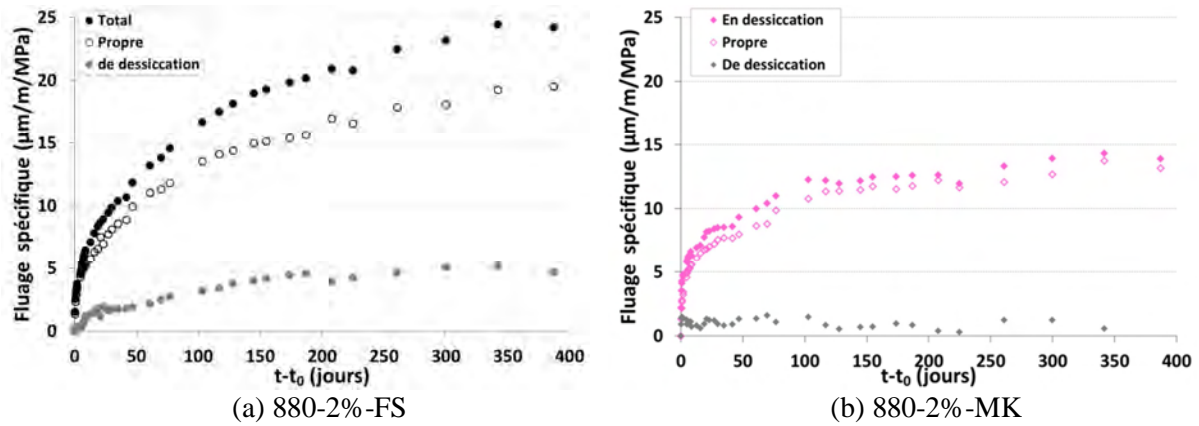 Fluage spécifique (µm/m/MPa)
25
20
15
10
5
0
Total
Propre
de dessiccation
0 50 100 150 200 250 300 350 400
t-t0 (jours)
(a) 880-2%-FS
Fluage spécifique (µm/m/MPa)
25
20
15
10
5
0
En dessiccation
Propre
De dessiccation
0 50 100 150 200 250 300 350 400
t-t0 (jours)
(b) 880-2%-MK